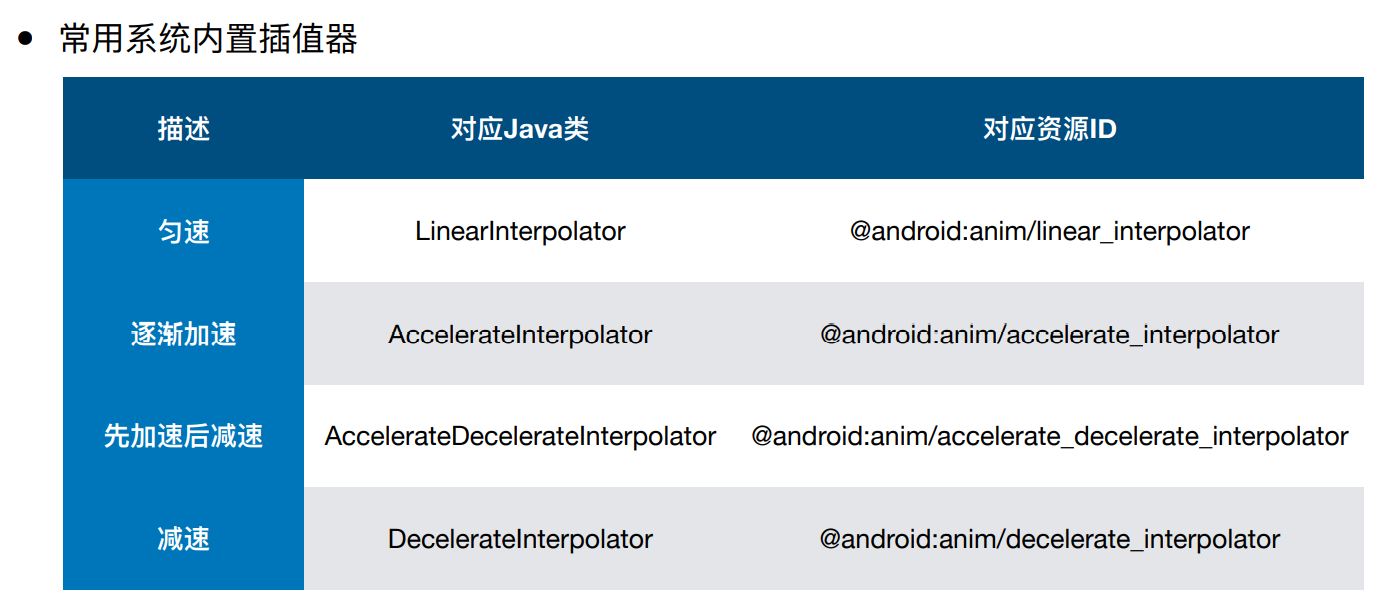 ● 常用系统内置插值器
描述 对应Java类 对应资源ID
匀速 LinearInterpolator @android:anim/linear_interpolator
逐渐加速 AccelerateInterpolator @android:anim/accelerate_interpolator
先加速后减速 AccelerateDecelerateInterpolator @android:anim/accelerate_decelerate_interpolator
减速 DecelerateInterpolator @android:anim/decelerate_interpolator